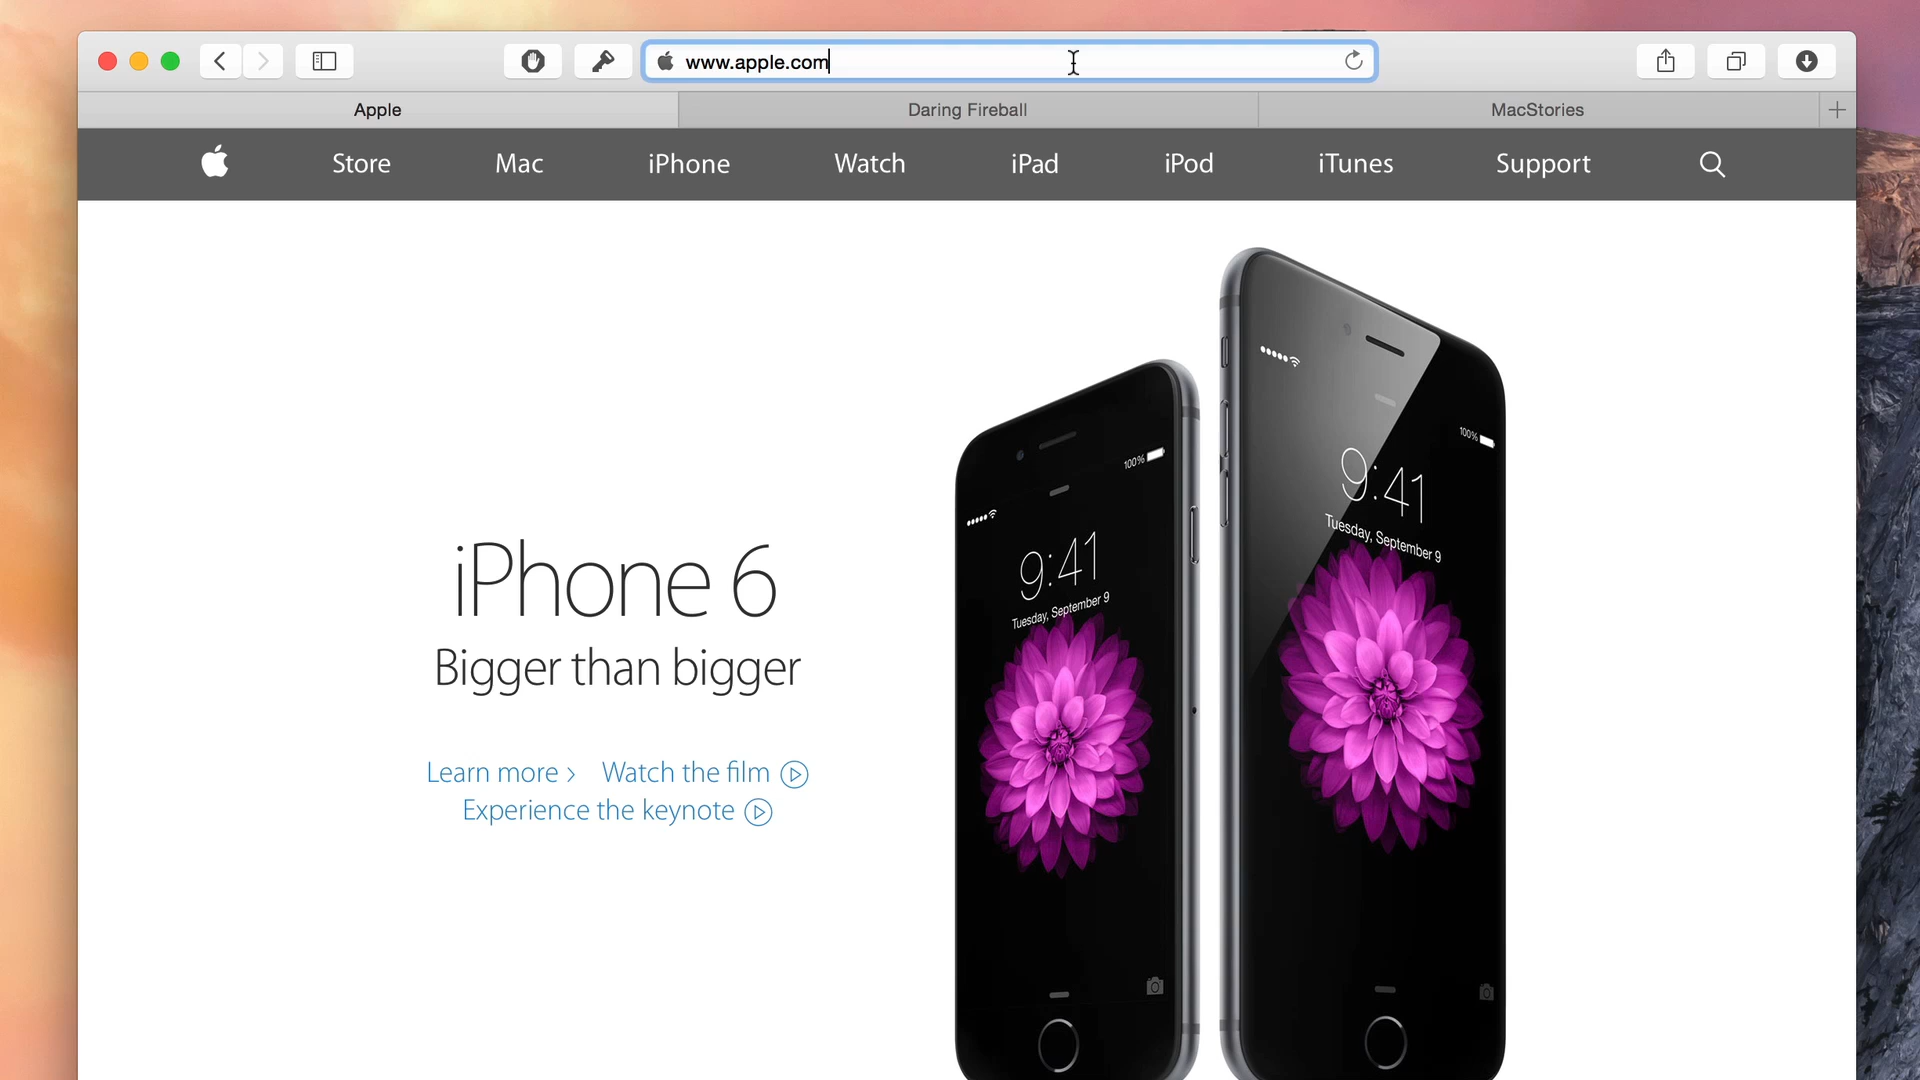 www.apple.com
Apple
Daring Fireball
MacStories
Store
Mac
iPhone
Watch
iPad
iPod
iTunes
Support
iPhone 6
Bigger than bigger
Learn more
Watch the film
Experience the keynote
100%
9:41
Tuesday, September 9
100%
9:41
Tuesday, September 9